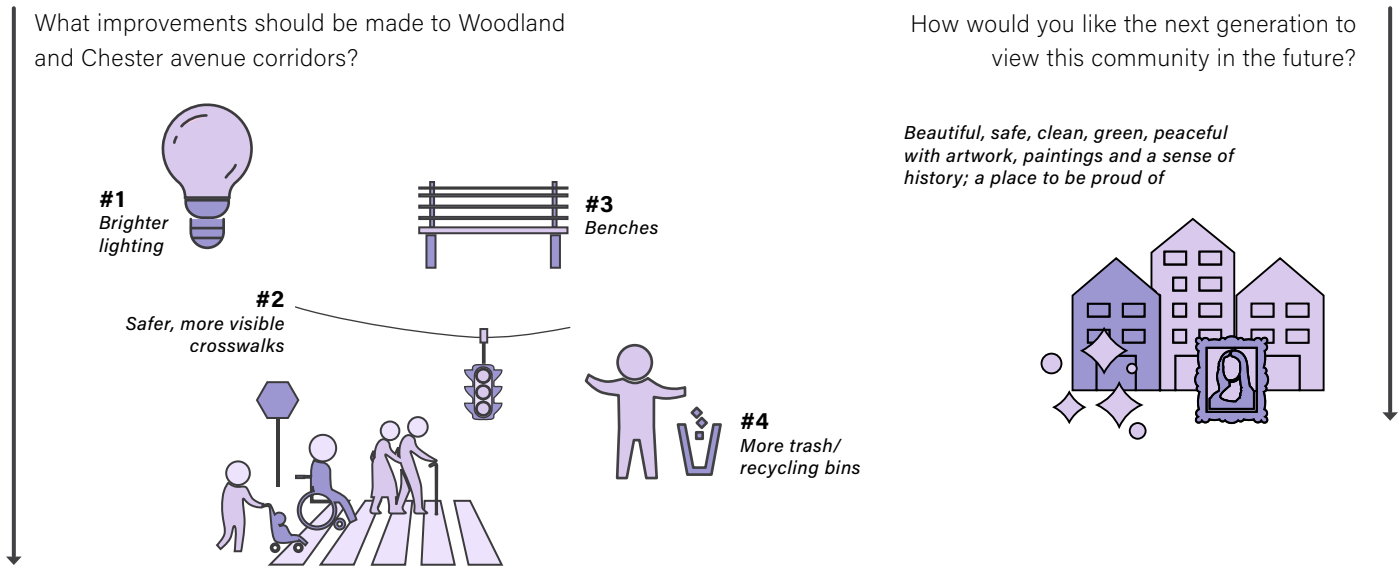 What improvements should be made to Woodland
and Chester avenue corridors?
#1
Brighter
lighting
#2
Safer, more visible
crosswalks
#3
Benches
#4
More trash/
recycling bins
How would you like the next generation to
view this community in the future?
Beautiful, safe, clean, green, peaceful
with artwork, paintings and a sense of
history; a place to be proud of